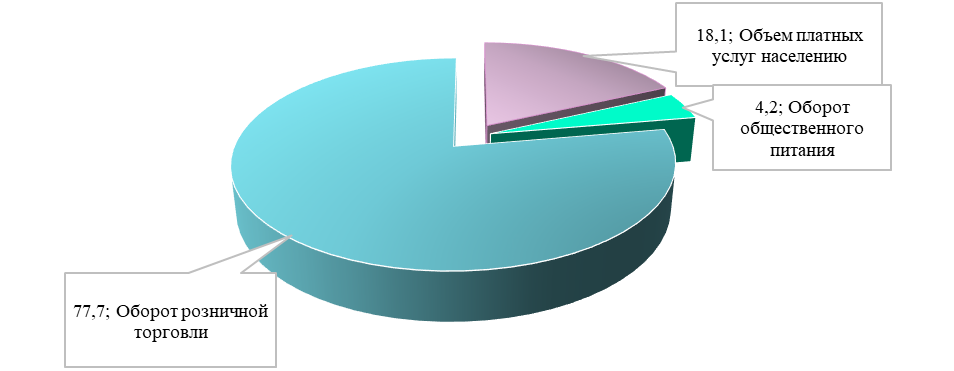 18,1; Объем платных
услуг населению
4,2; Оборот
общественного
питания
77,7; Оборот розничной
торговли